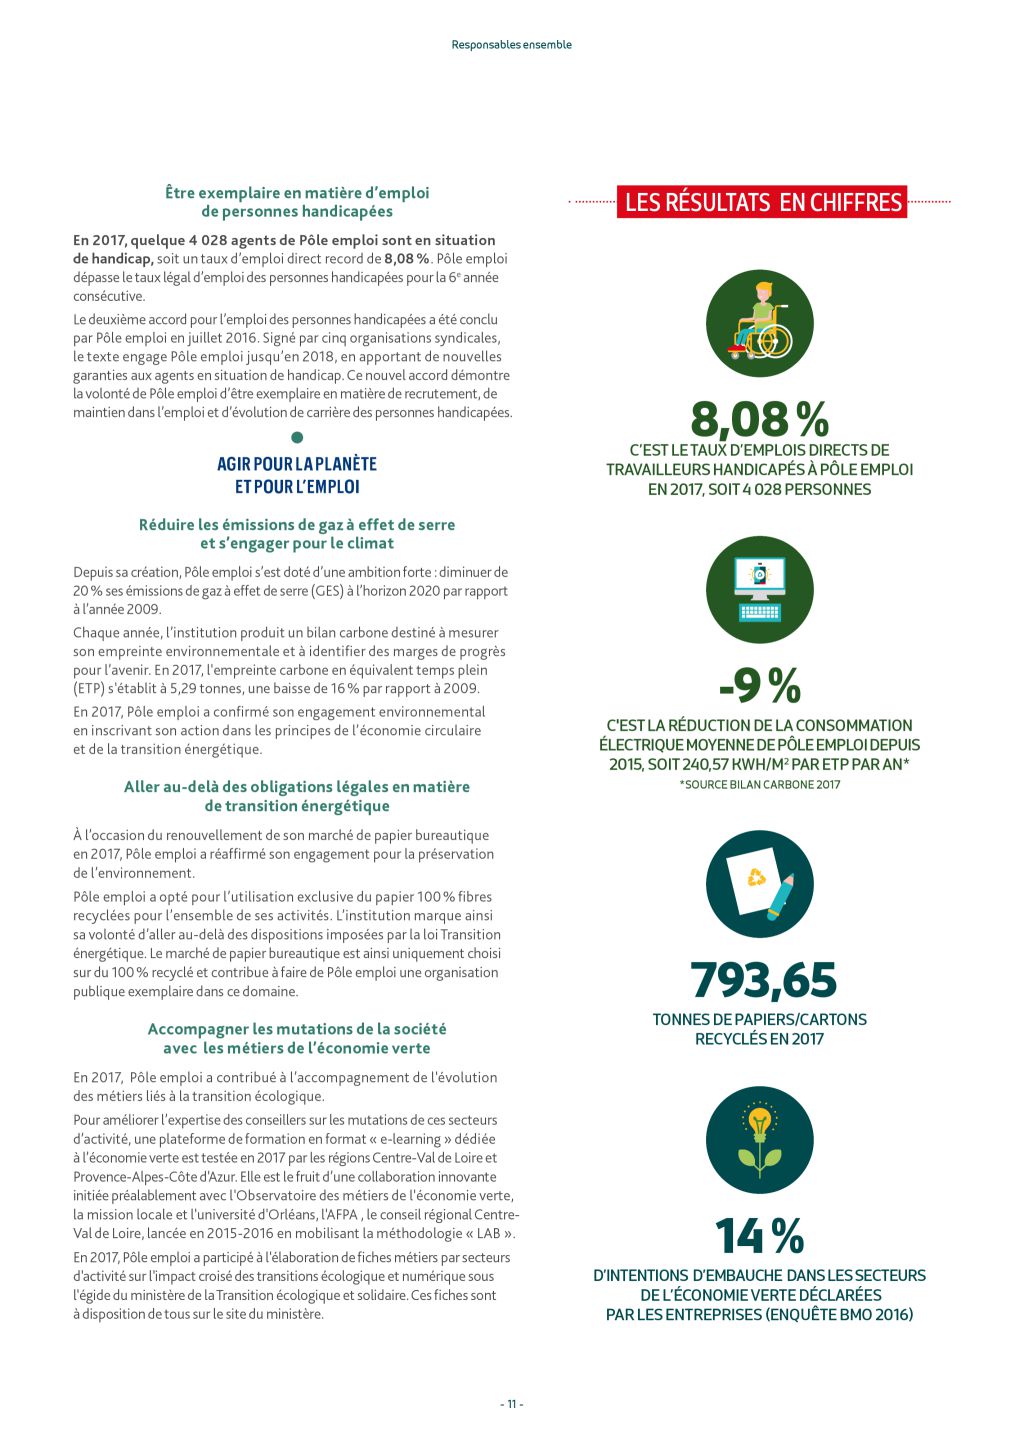 Responsables ensemble
Être exemplaire en matière d’emploi
de personnes handicapées
En 2017, quelque 4 028 agents de Pôle emploi sont en situation
de handicap, soit un taux d’emploi direct record de 8,08 %. Pôle emploi
dépasse le taux légal d’emploi des personnes handicapées pour la 6e année
consécutive.
Le deuxième accord pour l’emploi des personnes handicapées a été conclu
par Pôle emploi en juillet 2016. Signé par cinq organisations syndicales,
le texte engage Pôle emploi jusqu’en 2018, en apportant de nouvelles
garanties aux agents en situation de handicap. Ce nouvel accord démontre
la volonté de Pôle emploi d’être exemplaire en matière de recrutement, de
maintien dans l’emploi et d’évolution de carrière des personnes handicapées.
AGIR POUR LA PLANÈTE
ET POUR L’EMPLOI
Réduire les émissions de gaz à effet de serre
et s’engager pour le climat
Depuis sa création, Pôle emploi s’est doté d’une ambition forte : diminuer de
20 % ses émissions de gaz à effet de serre (GES) à l’horizon 2020 par rapport
à l’année 2009.
Chaque année, l’institution produit un bilan carbone destiné à mesurer
son empreinte environnementale et à identifier des marges de progrès
pour l’avenir. En 2017, l'empreinte carbone en équivalent temps plein
(ETP) s'établit à 5,29 tonnes, une baisse de 16 % par rapport à 2009.
En 2017, Pôle emploi a confirmé son engagement environnemental
en inscrivant son action dans les principes de l’économie circulaire
et de la transition énergétique.
Aller au-delà des obligations légales en matière
de transition énergétique
À l’occasion du renouvellement de son marché de papier bureautique
en 2017, Pôle emploi a réaffirmé son engagement pour la préservation
de l’environnement.
Pôle emploi a opté pour l’utilisation exclusive du papier 100 % fibres
recyclées pour l’ensemble de ses activités. L’institution marque ainsi
sa volonté d’aller au-delà des dispositions imposées par la loi Transition
énergétique. Le marché de papier bureautique est ainsi uniquement choisi
sur du 100 % recyclé et contribue à faire de Pôle emploi une organisation
publique exemplaire dans ce domaine.
Accompagner les mutations de la société
avec les métiers de l’économie verte
En 2017, Pôle emploi a contribué à l’accompagnement de l'évolution
des métiers liés à la transition écologique.
Pour améliorer l’expertise des conseillers sur les mutations de ces secteurs
d’activité, une plateforme de formation en format « e-learning » dédiée
à l’économie verte est testée en 2017 par les régions Centre-Val de Loire et
Provence-Alpes-Côte d'Azur. Elle est le fruit d’une collaboration innovante
initiée préalablement avec l'Observatoire des métiers de l'économie verte,
la mission locale et l'université d'Orléans, l'AFPA , le conseil régional Centre-
Val de Loire, lancée en 2015-2016 en mobilisant la méthodologie « LAB ».
En 2017, Pôle emploi a participé à l'élaboration de fiches métiers par secteurs
d'activité sur l'impact croisé des transitions écologique et numérique sous
l'égide du ministère de la Transition écologique et solidaire. Ces fiches sont
à disposition de tous sur le site du ministère.
LES RÉSULTATS EN CHIFFRES
8,08 %
C’EST LE TAUX D’EMPLOIS DIRECTS DE
TRAVAILLEURS HANDICAPÉS À PÔLE EMPLOI
EN 2017, SOIT 4 028 PERSONNES
-9 %
C'EST LA RÉDUCTION DE LA CONSOMMATION
ÉLECTRIQUE MOYENNE DE PÔLE EMPLOI DEPUIS
2015, SOIT 240,57 KWH/M² PAR ETP PAR AN*
*SOURCE BILAN CARBONE 2017
793,65
TONNES DE PAPIERS/CARTONS
RECYCLÉS EN 2017
14 %
D’INTENTIONS D’EMBAUCHE DANS LES SECTEURS
DE L’ÉCONOMIE VERTE DÉCLARÉES
PAR LES ENTREPRISES (ENQUÊTE BMO 2016)
- 11 -